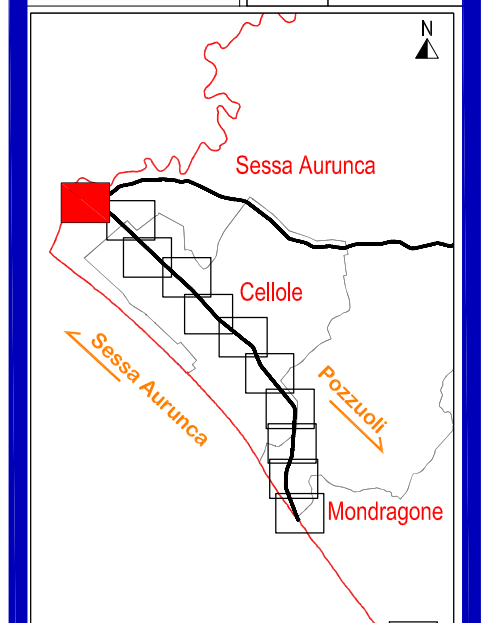 N
Sessa Aurunca
Cellole
Sessa Aurunca
Pozzuoli
Mondragone